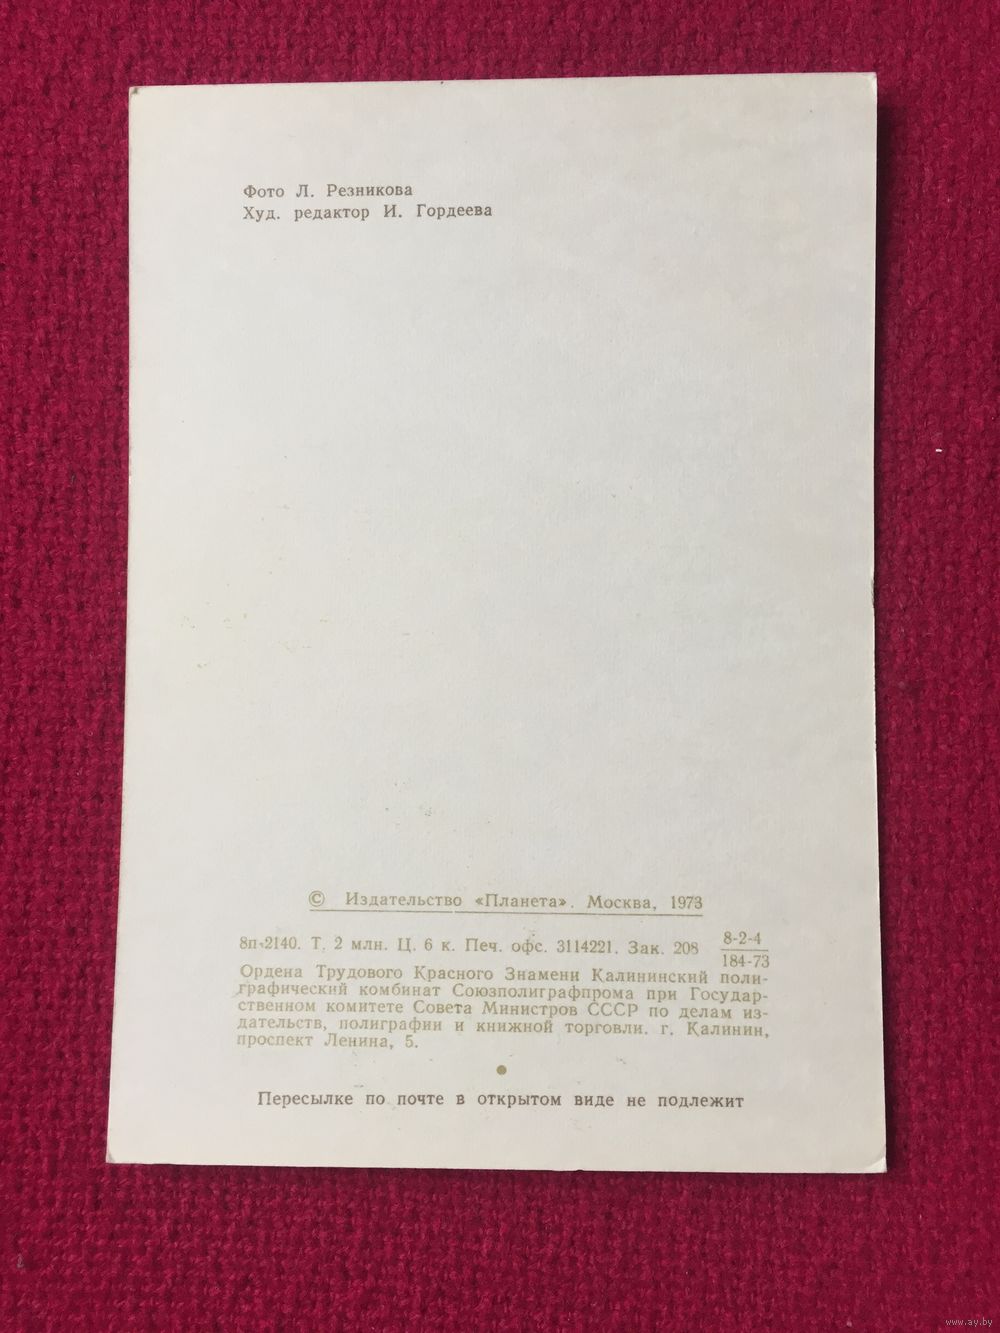 Фото Л. Резникова
Худ. редактор И. Гордеева
© Издательство «Планета». Москва, 1973
8п-2140. Т. 2 млн. Ц. 6 к. Печ. офс. 3114221. Зак. 208 8-2-4
184-73
Ордена Трудового Красного Знамени Калининский поли-
графический комбинат Союзполиграфпрома при Государ-
ственном комитете Совета Министров СССР по делам из-
дательств, полиграфии и книжной торговли. г. Калинин,
проспект Ленина, 5.
Пересылке по почте в открытом виде не подлежит
www.ay.by